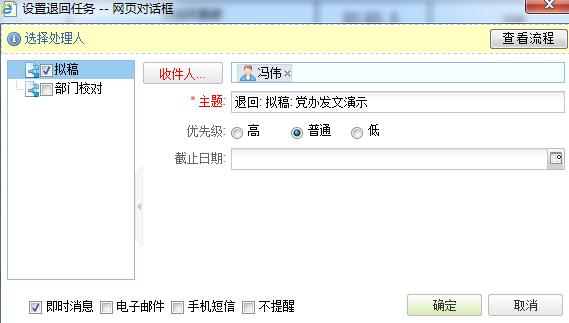 设置退回任务 -- 网页对话框
选择处理人
查看流程
拟稿
部门校对
收件人...
冯伟
* 主题:
退回: 拟稿: 党办发文演示
优先级:
高
普通
低
截止日期:
即时消息
电子邮件
手机短信
不提醒
确定
取消